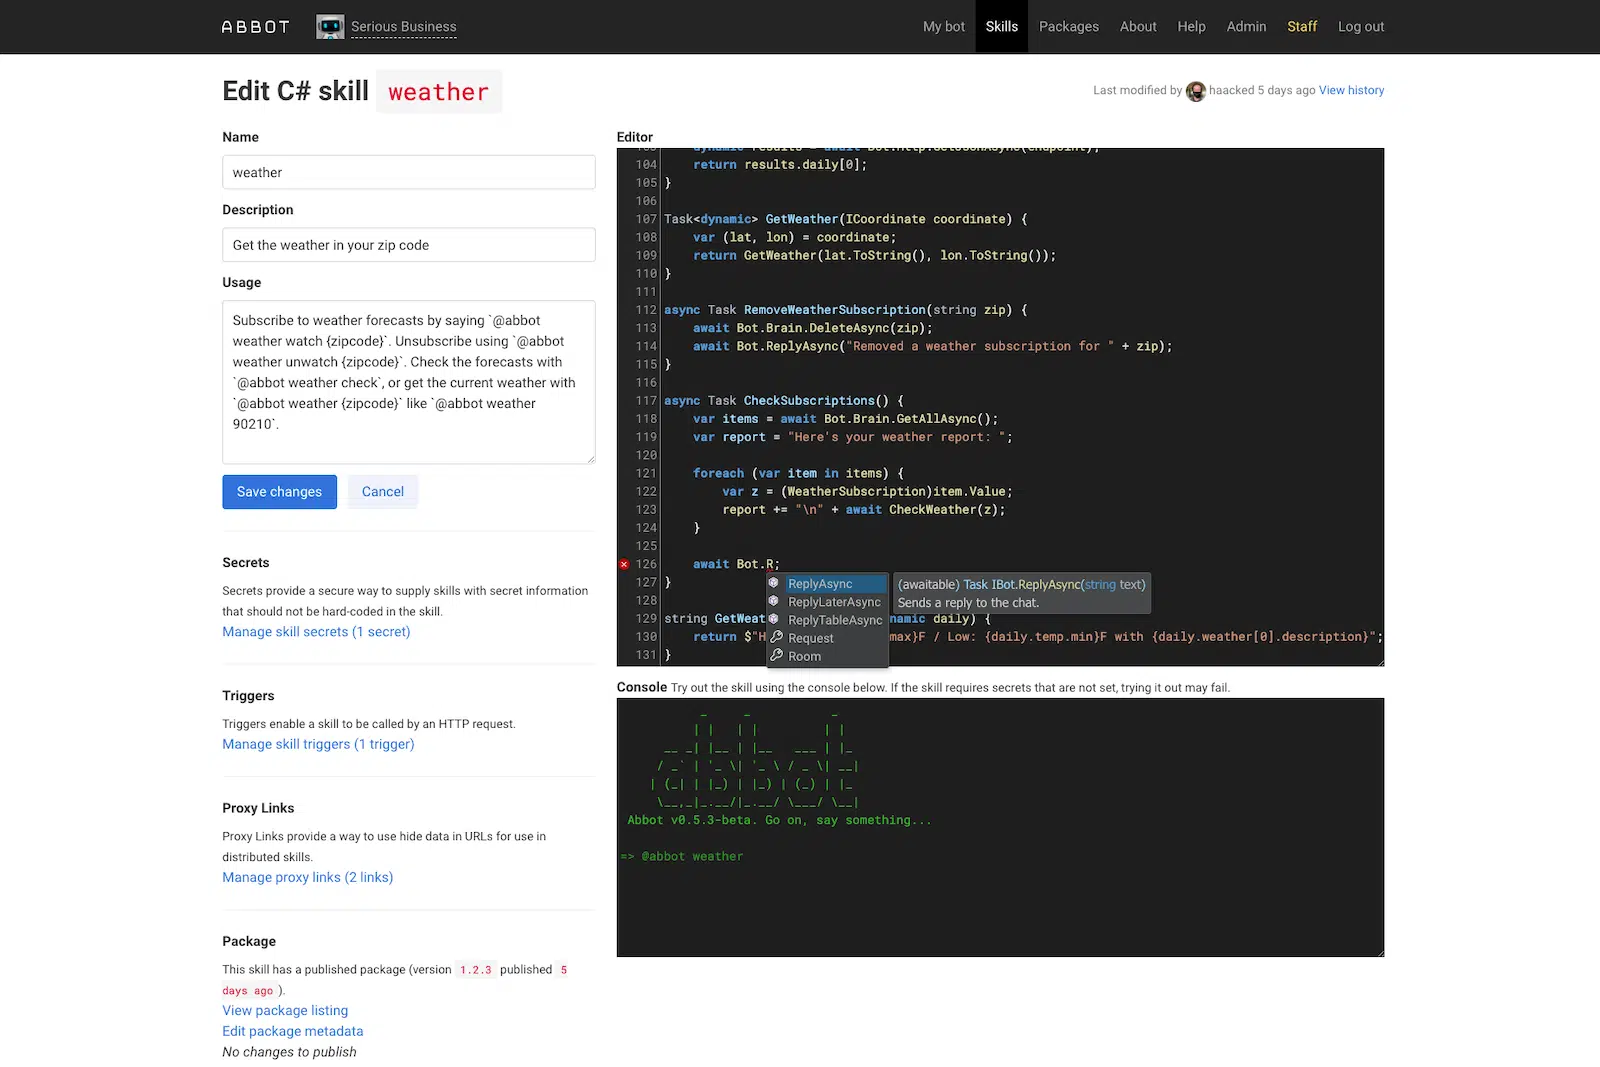 ABBOT Serious Business My bot Skills Packages About Help Admin Staff Log out
Edit C# skill weather
Last modified by haacked 5 days ago View history
Name
weather
Description
Get the weather in your zip code
Usage
Subscribe to weather forecasts by saying `@abbot
weather watch {zipcode}`. Unsubscribe using `@abbot
weather unwatch {zipcode}`. Check the forecasts with
`@abbot weather check`, or get the current weather with
`@abbot weather {zipcode}` like `@abbot weather
90210`.
Save changes Cancel
Secrets
Secrets provide a secure way to supply skills with secret information
that should not be hard-coded in the skill.
Manage skill secrets (1 secret)
Triggers
Triggers enable a skill to be called by an HTTP request.
Manage skill triggers (1 trigger)
Proxy Links
Proxy Links provide a way to use hide data in URLs for use in
distributed skills.
Manage proxy links (2 links)
Package
This skill has a published package (version 1.2.3 published 5
days ago ).
View package listing
Edit package metadata
No changes to publish
Editor
104 return results.daily[0];
105 }
106
107 Task<dynamic> GetWeather(ICoordinate coordinate) {
108 var (lat, lon) = coordinate;
109 return GetWeather(lat.ToString(), lon.ToString());
110 }
111
112 async Task RemoveWeatherSubscription(string zip) {
113 await Bot.Brain.DeleteAsync(zip);
114 await Bot.ReplyAsync("Removed a weather subscription for " + zip);
115 }
116
117 async Task CheckSubscriptions() {
118 var items = await Bot.Brain.GetAllAsync();
119 var report = "Here's your weather report: ";
120
121 foreach (var item in items) {
122 var z = (WeatherSubscription)item.Value;
123 report += "\n" + await CheckWeather(z);
124 }
125
126 await Bot.R;
127 }
128
129 string GetWeat namic daily) {
130 return $"H max}F / Low: {daily.temp.min}F with {daily.weather[0].description}";
131 }
ReplyAsync
ReplyLaterAsync
ReplyTableAsync
Request
Room
(awaitable) Task IBot.ReplyAsync(string text)
Sends a reply to the chat.
Console Try out the skill using the console below. If the skill requires secrets that are not set, trying it out may fail.
abbot
Abbot v0.5.3-beta. Go on, say something...
=> @abbot weather